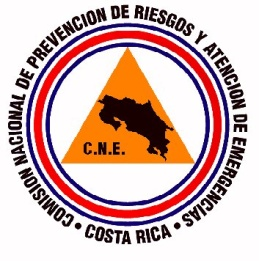 COMISION NACIONAL DE PREVENCION DE RIESGOS Y ATENCION DE EMERGENCIAS
C.N.E.
• COSTA RICA •